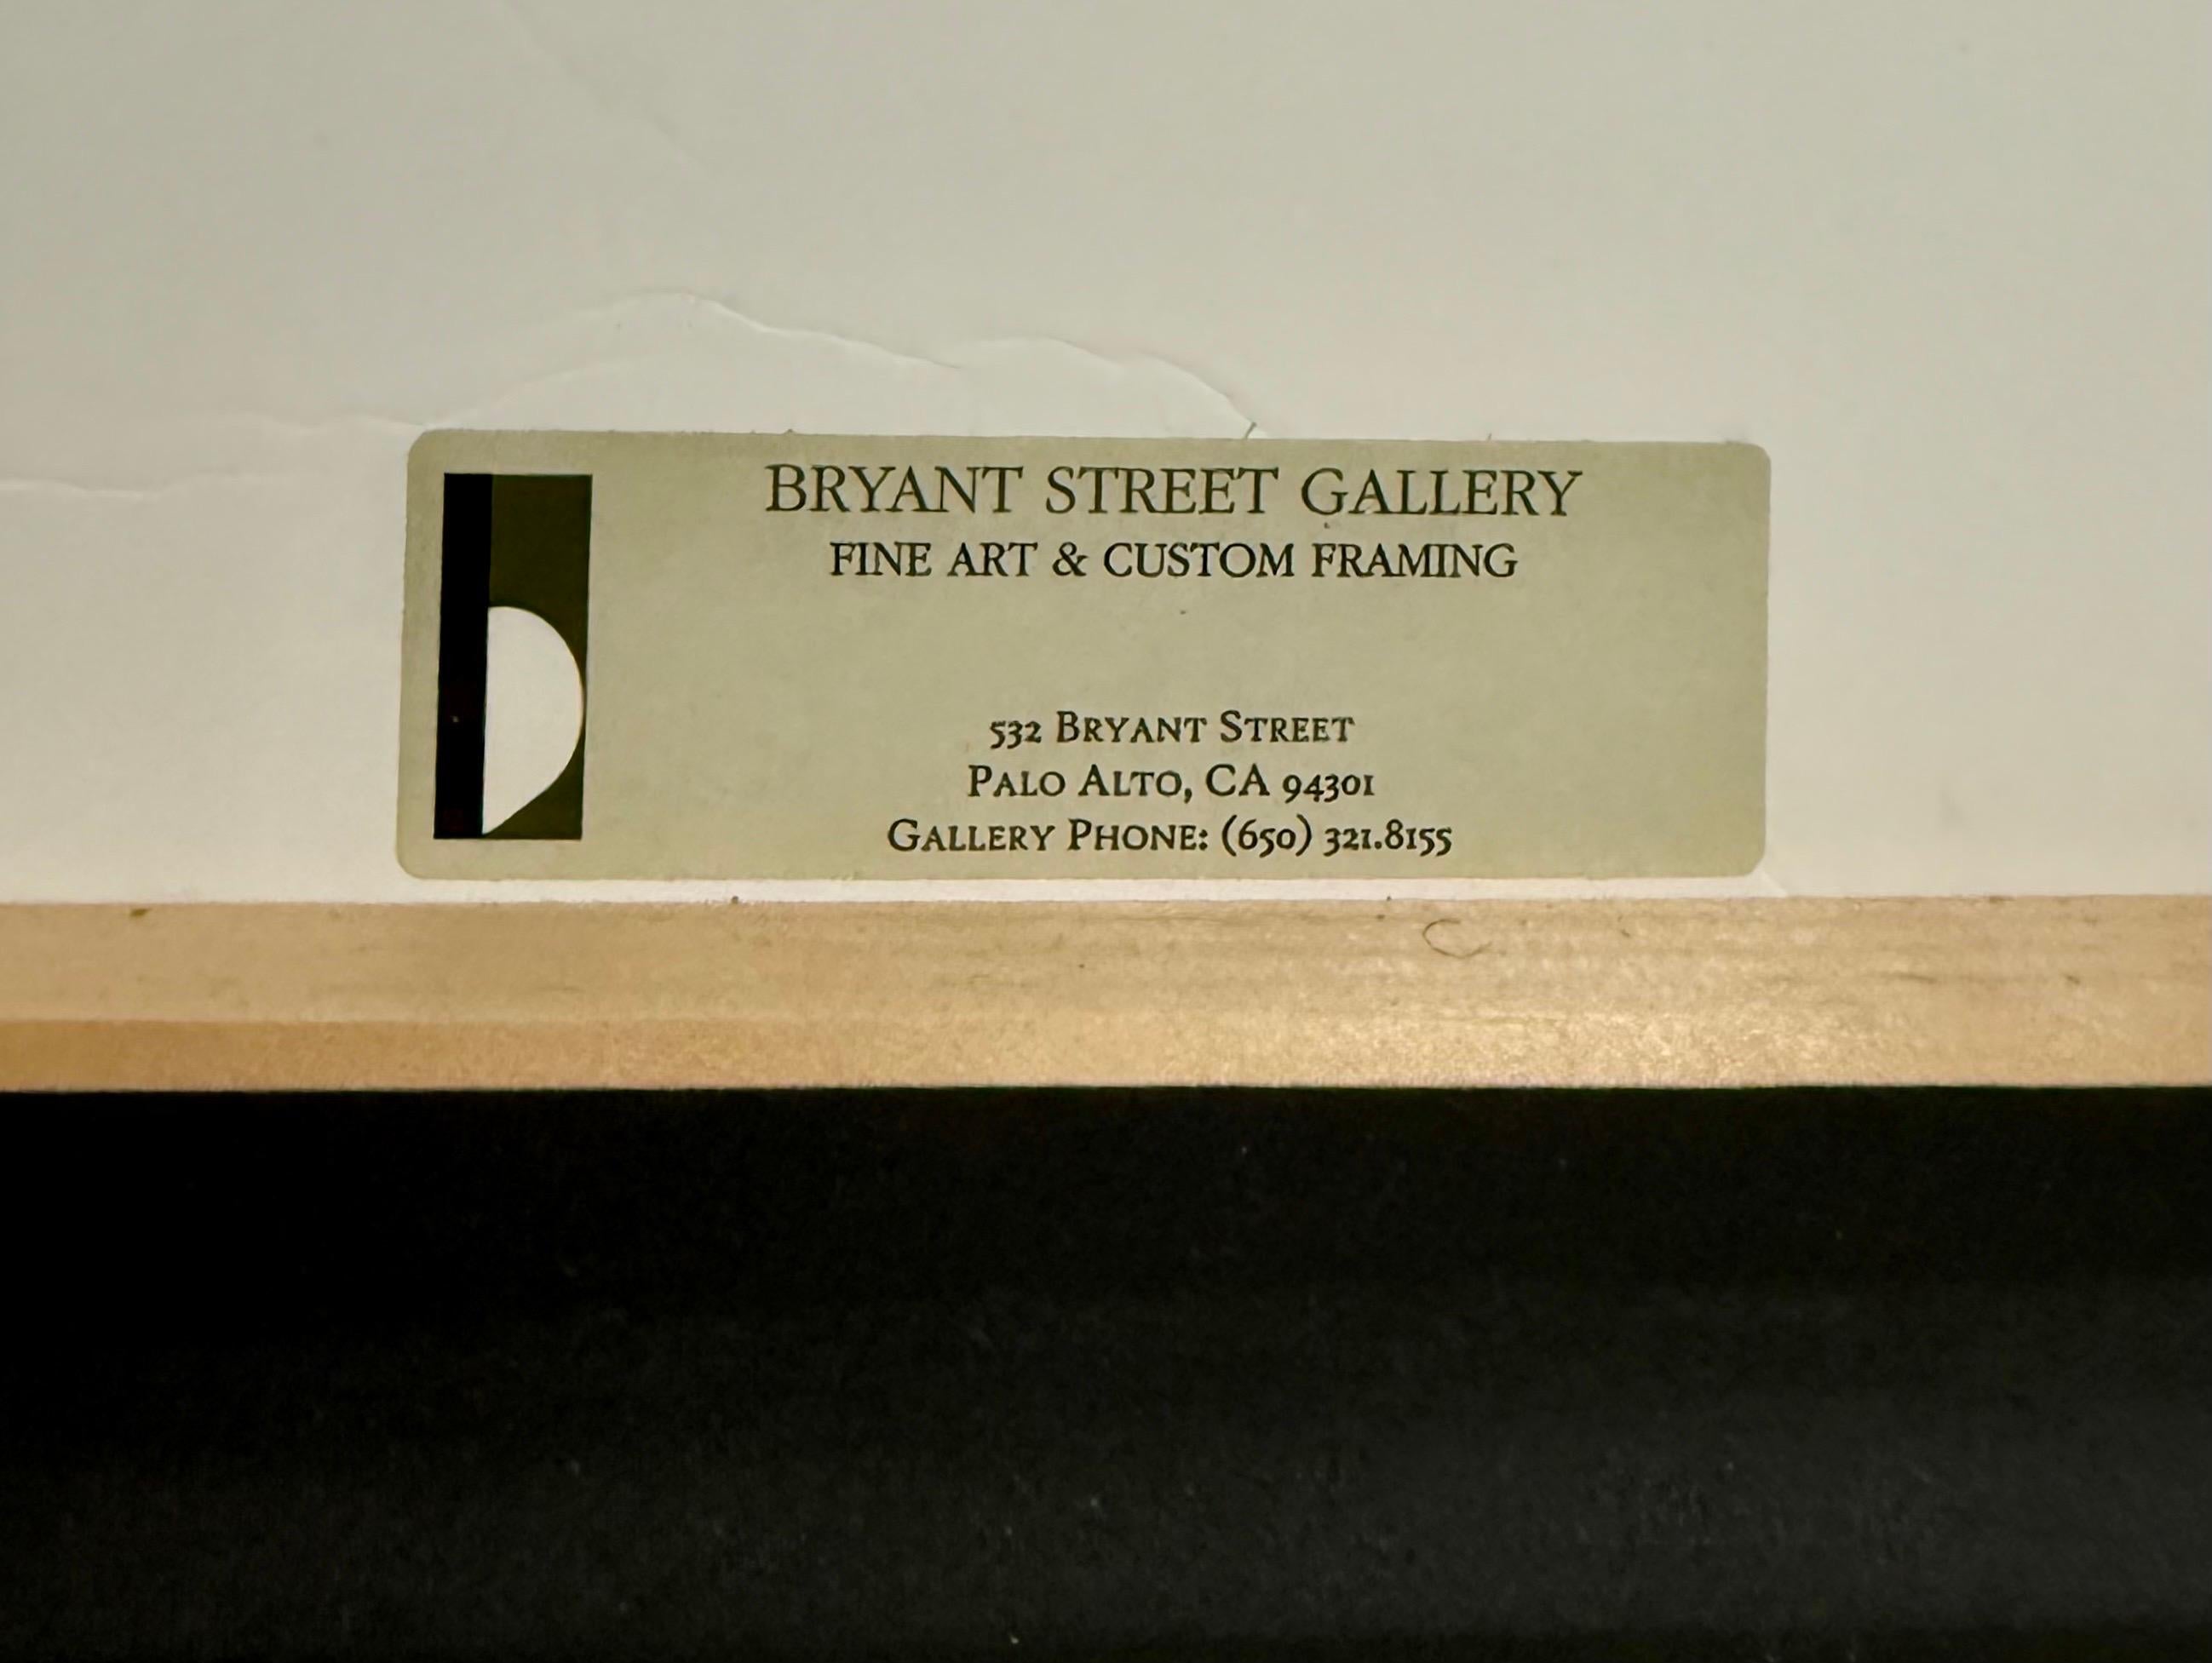 BRYANT STREET GALLERY
FINE ART & CUSTOM FRAMING
532 BRYANT STREET
PALO ALTO, CA 94301
GALLERY PHONE: (650) 321.8155